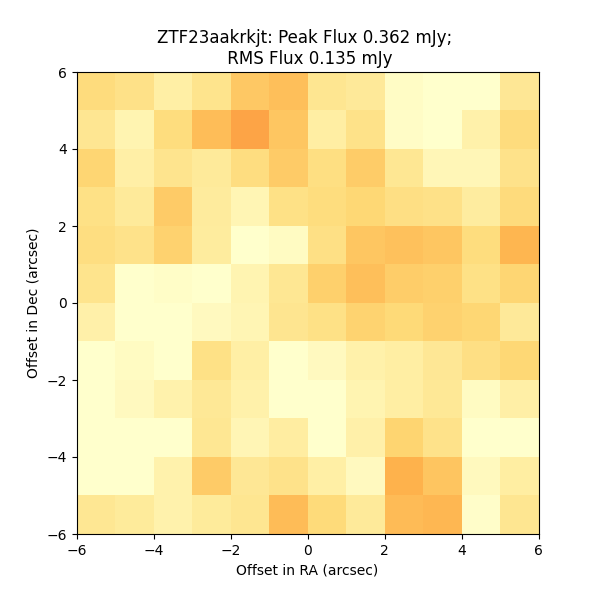 ZTF23aakrkjt: Peak Flux 0.362 mJy;
RMS Flux 0.135 mJy
6
4
2
0
−2
−4
−6
Offset in Dec (arcsec)
−6 −4 −2 0 2 4 6
Offset in RA (arcsec)